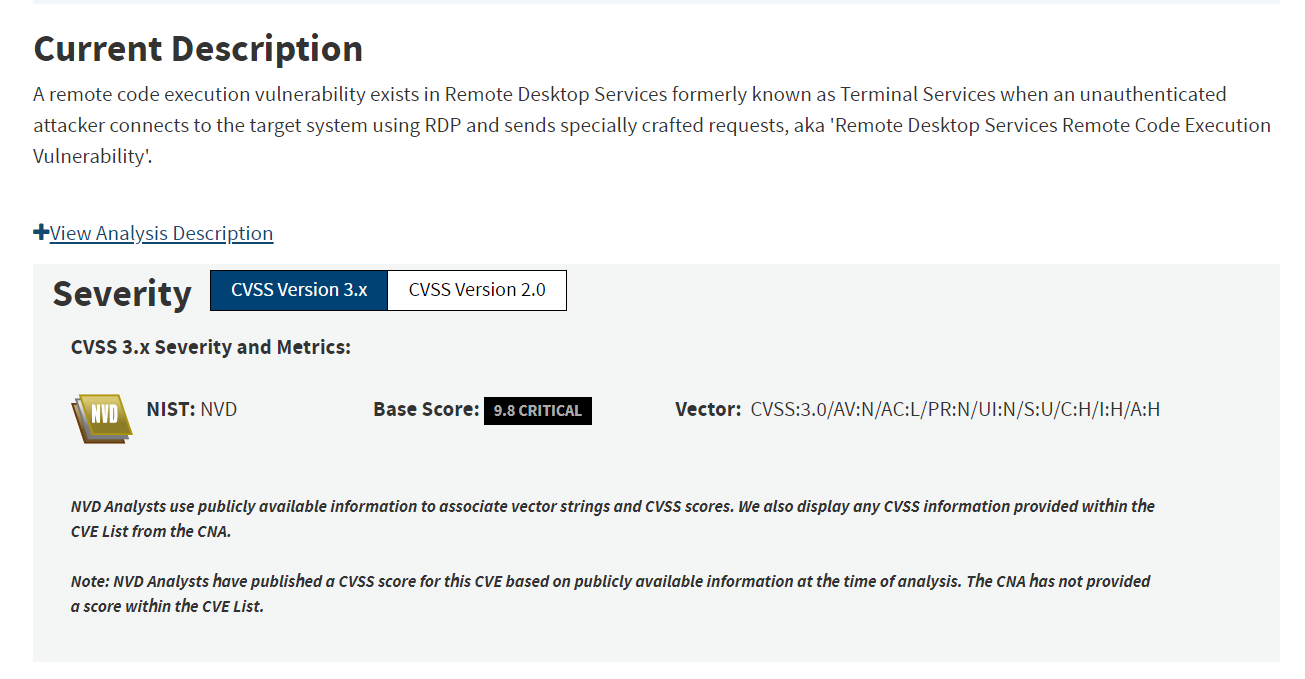 Current Description
A remote code execution vulnerability exists in Remote Desktop Services formerly known as Terminal Services when an unauthenticated
attacker connects to the target system using RDP and sends specially crafted requests, aka 'Remote Desktop Services Remote Code Execution
Vulnerability'.
View Analysis Description
Severity CVSS Version 3.x CVSS Version 2.0
CVSS 3.x Severity and Metrics:
NVD NIST: NVD Base Score: 9.8 CRITICAL Vector: CVSS:3.0/AV:N/AC:L/PR:N/UI:N/S:U/C:H/I:H/A:H
NVD Analysts use publicly available information to associate vector strings and CVSS scores. We also display any CVSS information provided within the
CVE List from the CNA.
Note: NVD Analysts have published a CVSS score for this CVE based on publicly available information at the time of analysis. The CNA has not provided
a score within the CVE List.